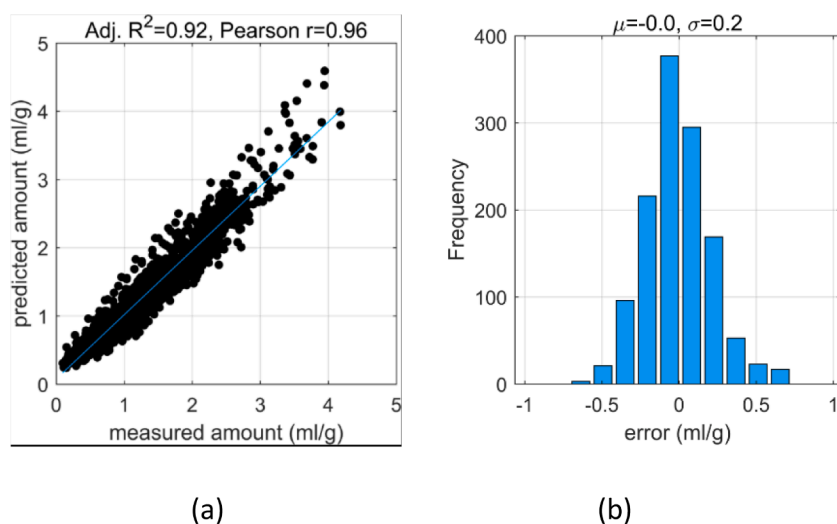 Adj. R²=0.92, Pearson r=0.96
5
4
3
2
1
0
predicted amount (ml/g)
0 1 2 3 4 5
measured amount (ml/g)
(a)
μ=-0.0, σ=0.2
400
300
200
100
0
Frequency
-1 -0.5 0 0.5 1
error (ml/g)
(b)